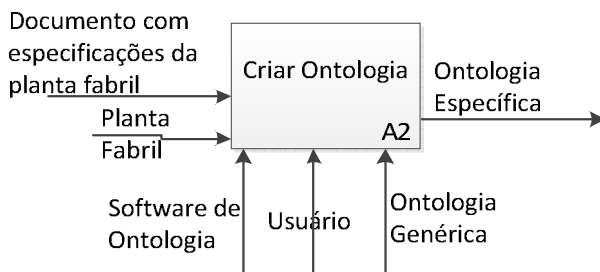 Documento com
especificações da
planta fabril
Criar Ontologia
A2
Ontologia
Específica
Planta
Fabril
Software de
Ontologia
Usuário
Ontologia
Genérica